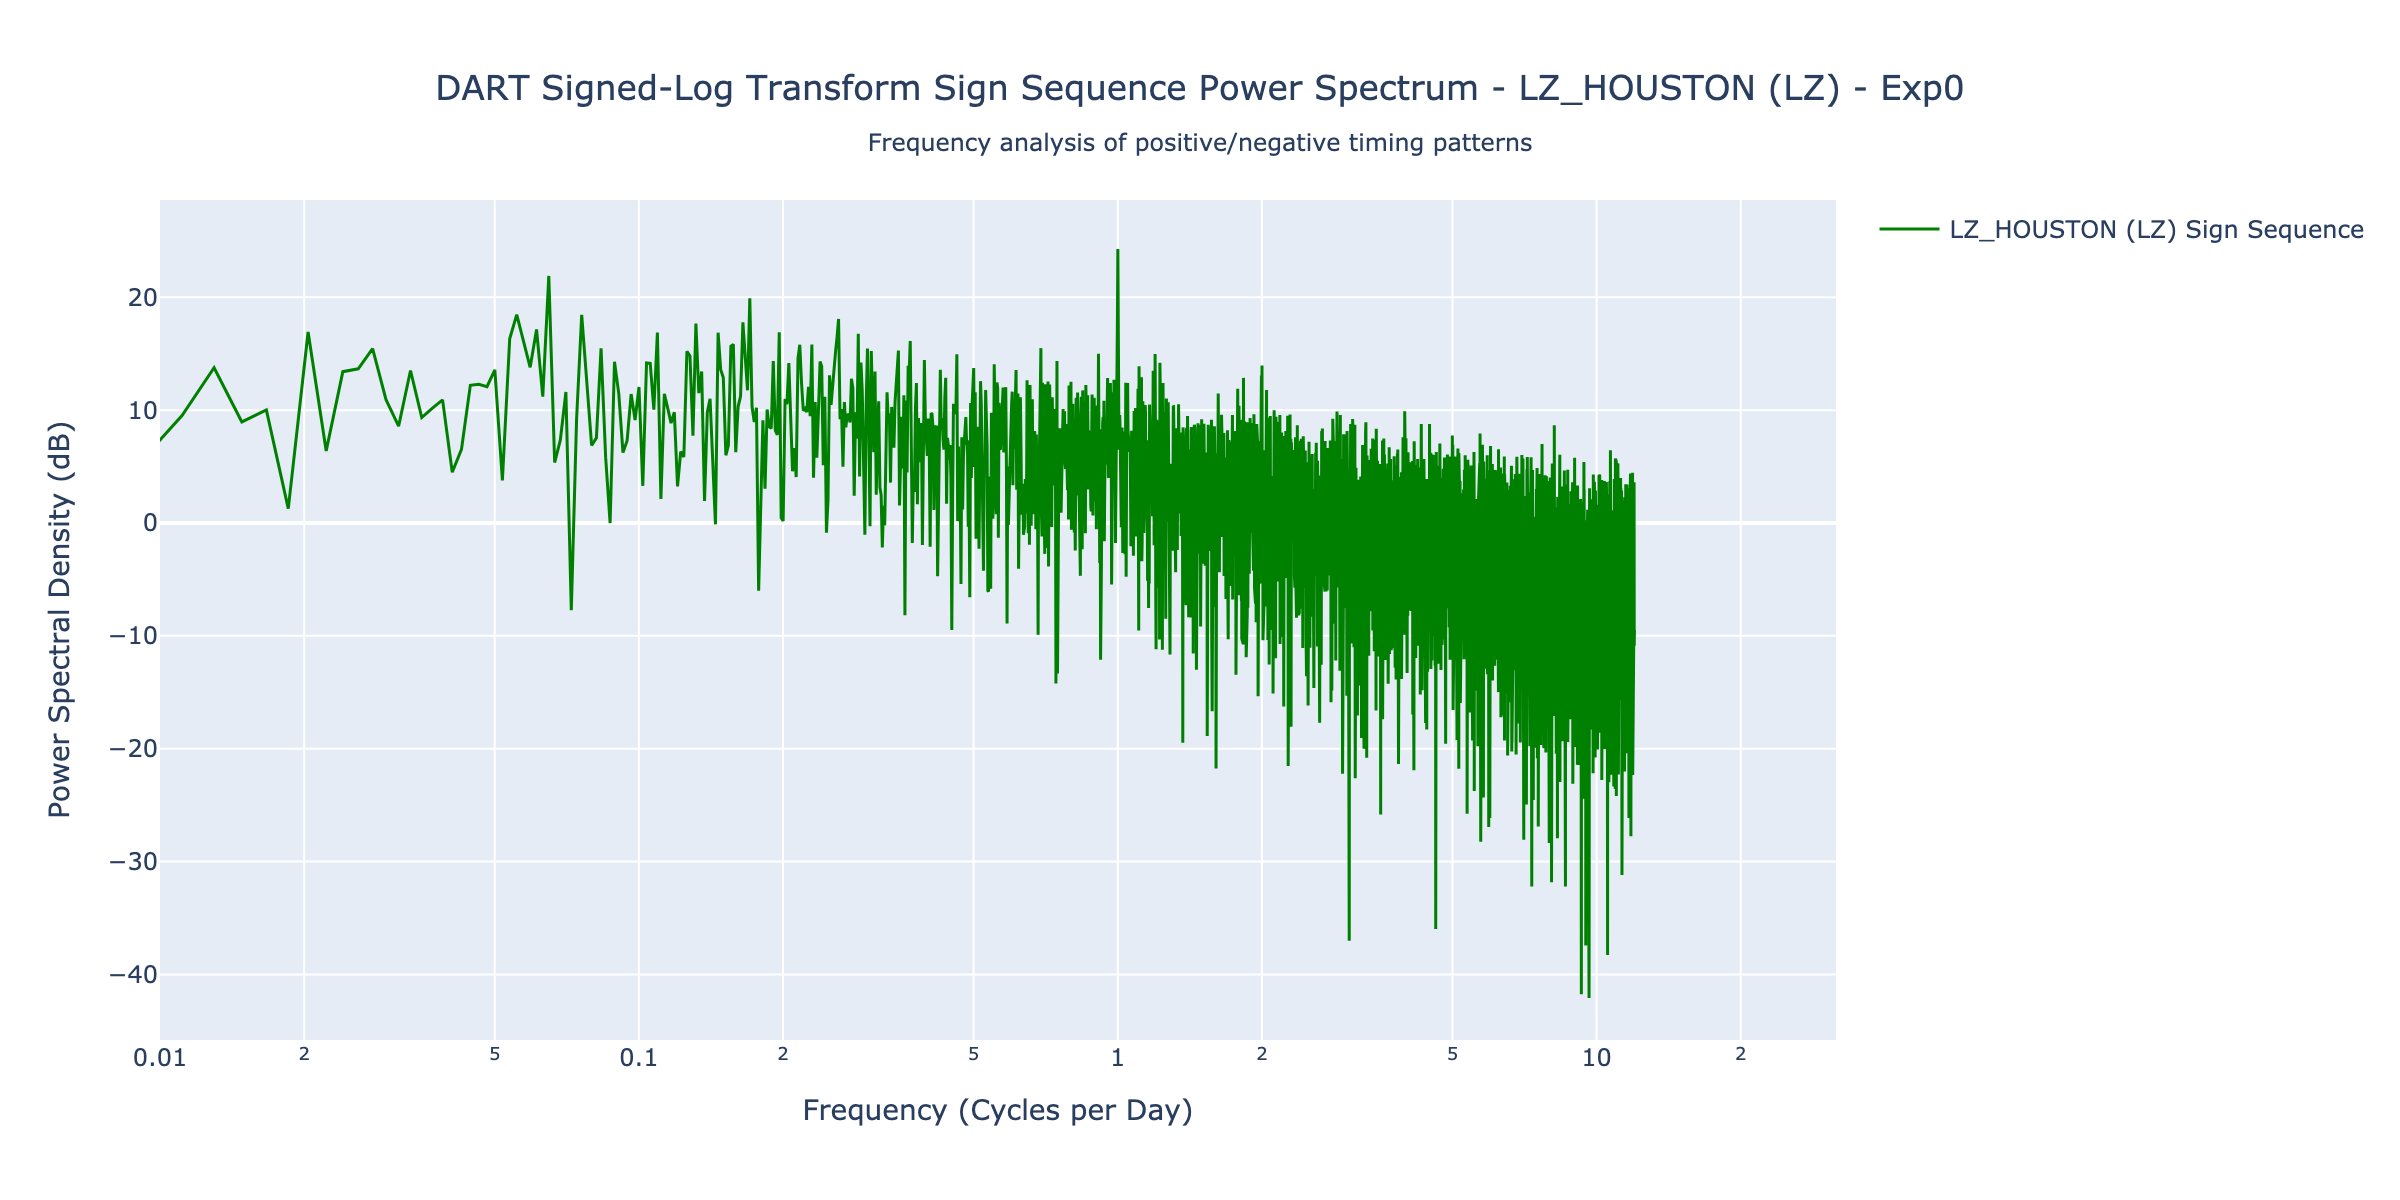 DART Signed-Log Transform Sign Sequence Power Spectrum - LZ_HOUSTON (LZ) - Exp0
Frequency analysis of positive/negative timing patterns
LZ_HOUSTON (LZ) Sign Sequence
Power Spectral Density (dB)
20
10
0
−10
−20
−30
−40
0.01 2 5 0.1 2 5 1 2 5 10 2
Frequency (Cycles per Day)